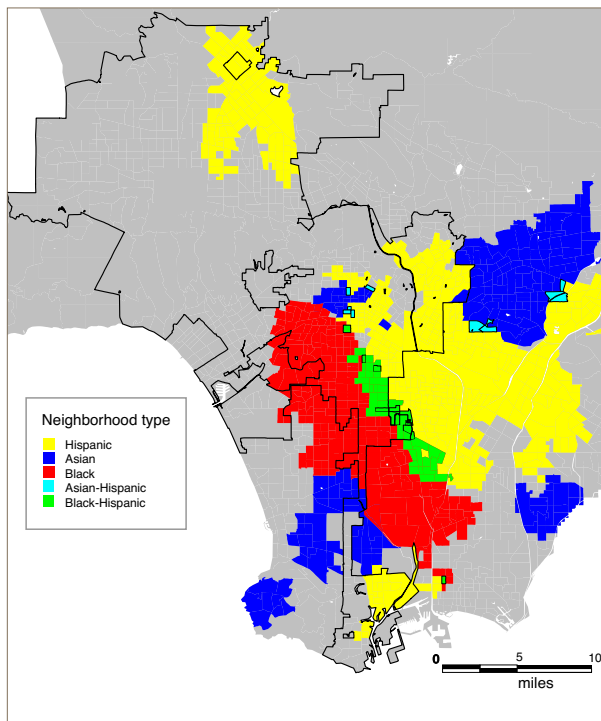 Neighborhood type
Hispanic
Asian
Black
Asian-Hispanic
Black-Hispanic
0 5 10
miles